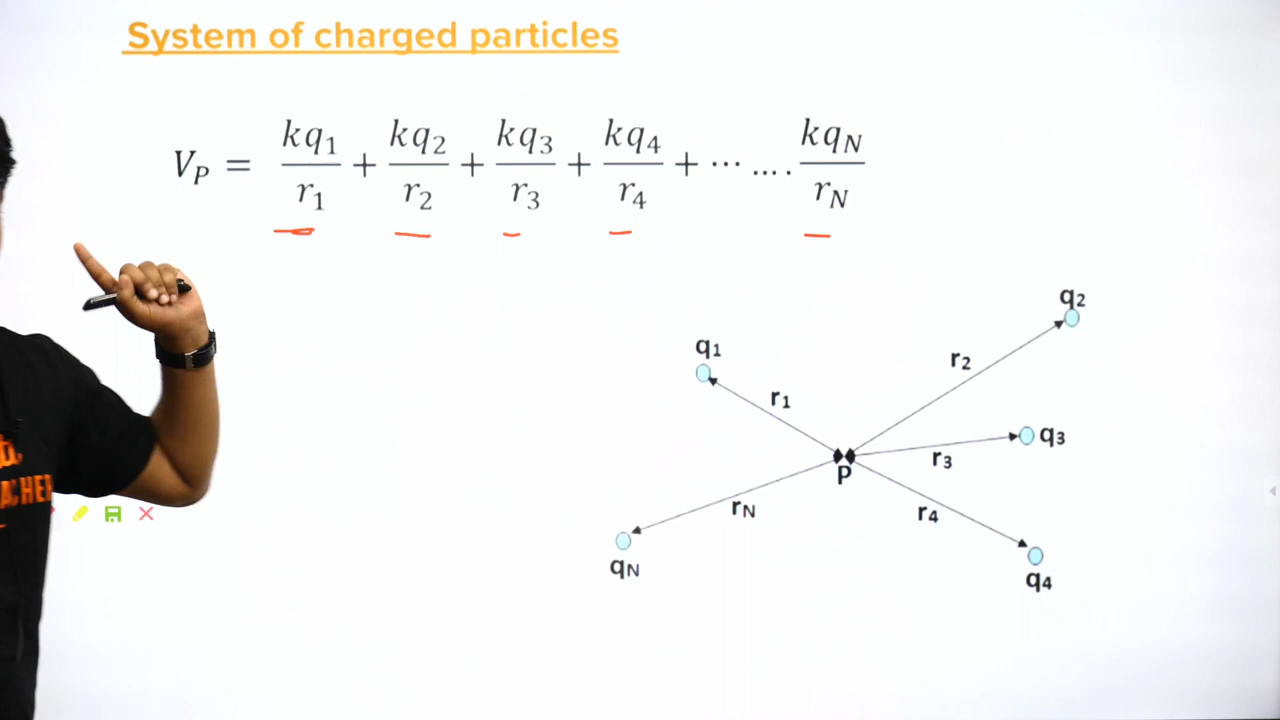 System of charged particles
V_P = kq_1/r_1 + kq_2/r_2 + kq_3/r_3 + kq_4/r_4 + ⋯ .... kq_N/r_N
q2
q1
r2
r1
q3
r3
P
rN
r4
qN
q4
ACHER